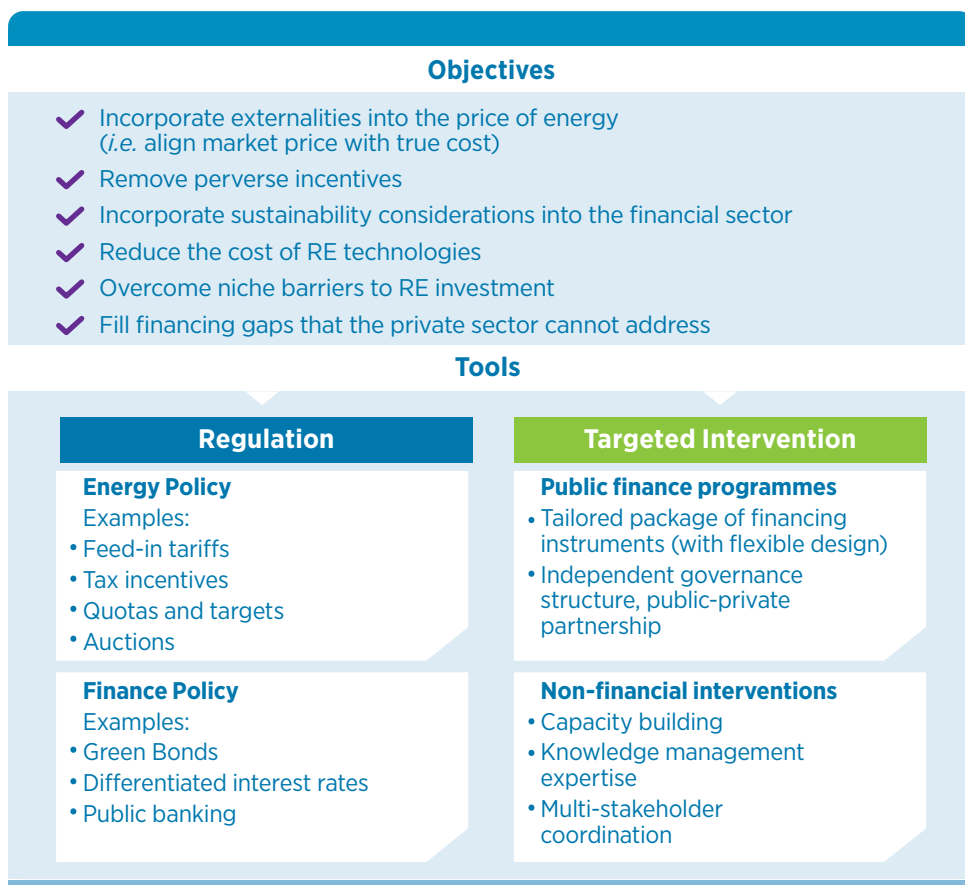 Objectives
Incorporate externalities into the price of energy
(i.e. align market price with true cost)
Remove perverse incentives
Incorporate sustainability considerations into the financial sector
Reduce the cost of RE technologies
Overcome niche barriers to RE investment
Fill financing gaps that the private sector cannot address
Tools
Regulation
Energy Policy
Examples:
• Feed-in tariffs
• Tax incentives
• Quotas and targets
• Auctions
Finance Policy
Examples:
• Green Bonds
• Differentiated interest rates
• Public banking
Targeted Intervention
Public finance programmes
• Tailored package of financing
instruments (with flexible design)
• Independent governance
structure, public-private
partnership
Non-financial interventions
• Capacity building
• Knowledge management
expertise
• Multi-stakeholder
coordination